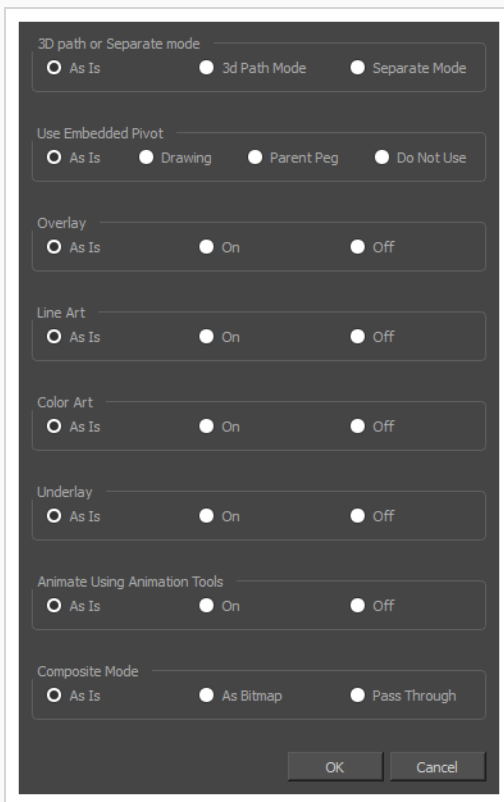 3D path or Separate mode
As Is 3d Path Mode Separate Mode
Use Embedded Pivot
As Is Drawing Parent Peg Do Not Use
Overlay
As Is On Off
Line Art
As Is On Off
Color Art
As Is On Off
Underlay
As Is On Off
Animate Using Animation Tools
As Is On Off
Composite Mode
As Is As Bitmap Pass Through
OK Cancel